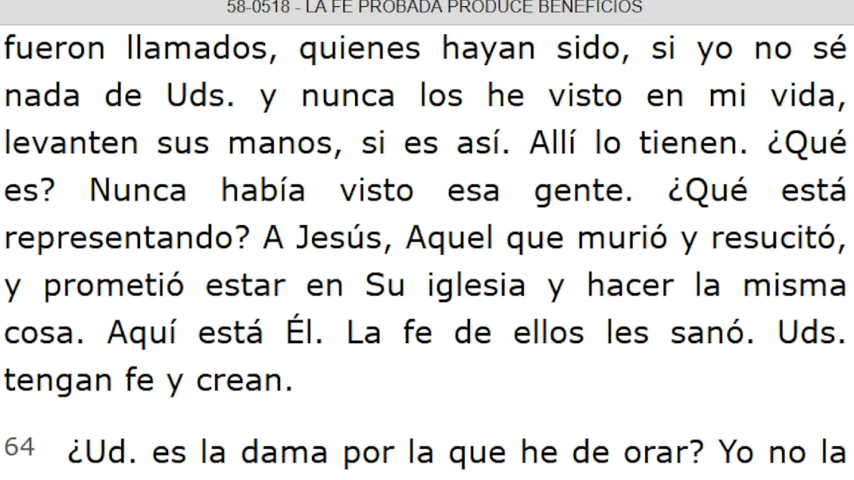 58-0518 - LA FE PROBADA PRODUCE BENEFICIOS
fueron llamados, quienes hayan sido, si yo no sé
nada de Uds. y nunca los he visto en mi vida,
levanten sus manos, si es así. Allí lo tienen. ¿Qué
es? Nunca había visto esa gente. ¿Qué está
representando? A Jesús, Aquel que murió y resucitó,
y prometió estar en Su iglesia y hacer la misma
cosa. Aquí está Él. La fe de ellos les sanó. Uds.
tengan fe y crean.
64 ¿Ud. es la dama por la que he de orar? Yo no la